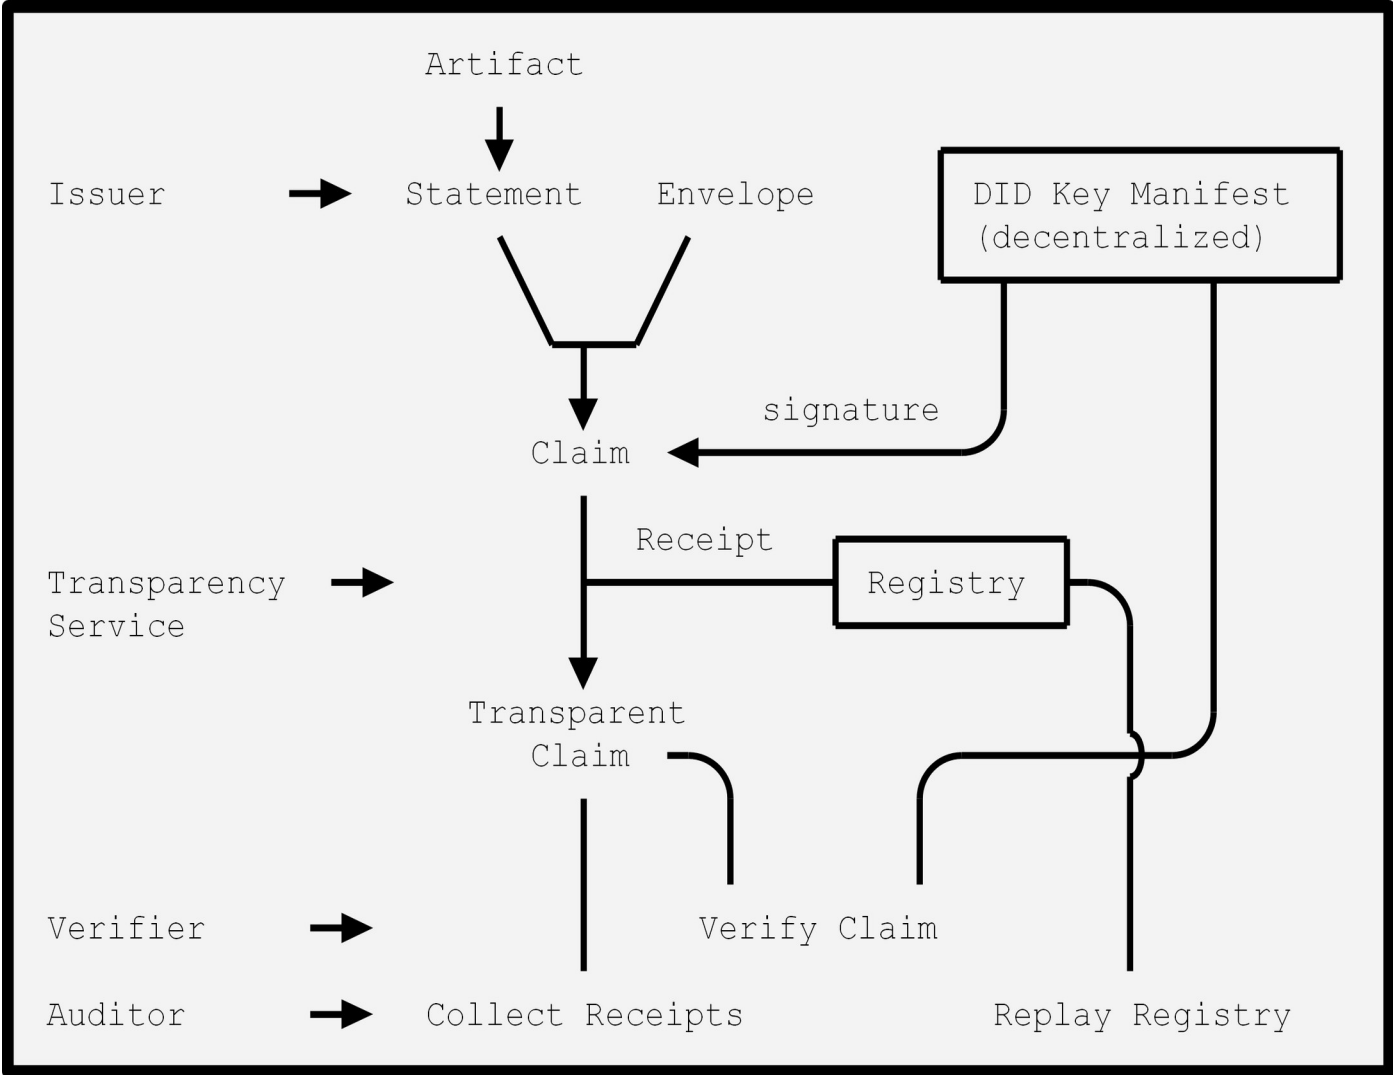 Artifact
Issuer
Statement
Envelope
DID Key Manifest
(decentralized)
signature
Claim
Receipt
Transparency
Service
Registry
Transparent
Claim
Verifier
Verify Claim
Auditor
Collect Receipts
Replay Registry